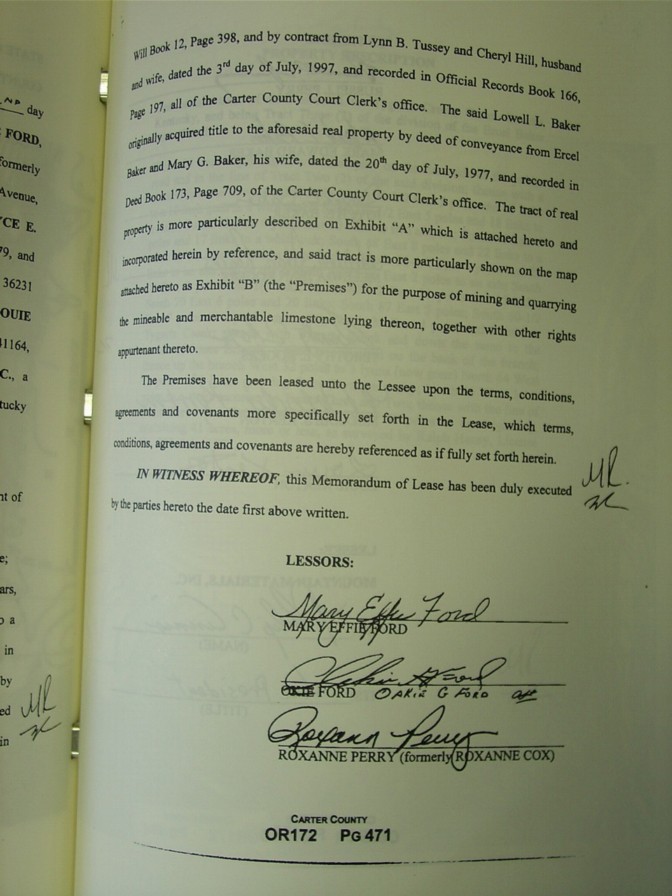 Will Book 12, Page 398, and by contract from Lynn B. Tussey and Cheryl Hill, husband
and wife, dated the 3rd day of July, 1997, and recorded in Official Records Book 166,
Page 197, all of the Carter County Court Clerk's office. The said Lowell L. Baker
originally acquired title to the aforesaid real property by deed of conveyance from Ercel
Baker and Mary G. Baker, his wife, dated the 20th day of July, 1977, and recorded in
Deed Book 173, Page 709, of the Carter County Court Clerk's office. The tract of real
property is more particularly described on Exhibit "A" which is attached hereto and
incorporated herein by reference, and said tract is more particularly shown on the map
attached hereto as Exhibit "B" (the "Premises") for the purpose of mining and quarrying
the mineable and merchantable limestone lying thereon, together with other rights
appurtenant thereto.
The Premises have been leased unto the Lessee upon the terms, conditions,
agreements and covenants more specifically set forth in the Lease, which terms,
conditions, agreements and covenants are hereby referenced as if fully set forth herein.
IN WITNESS WHEREOF, this Memorandum of Lease has been duly executed
by the parties hereto the date first above written.
LESSORS:
Mary Effie Ford
MARY EFFIE FORD
Oakie G Ford
OKIE FORD OAKIE G FORD
Roxann Perry
ROXANNE PERRY (formerly ROXANNE COX)
CARTER COUNTY
OR172 PG 471
day
FORD,
formerly
Avenue,
CE E.
79, and
36231
OUIE
41164,
C., a
tucky
nt of
e;
ars,
o a
in
by
ed
in